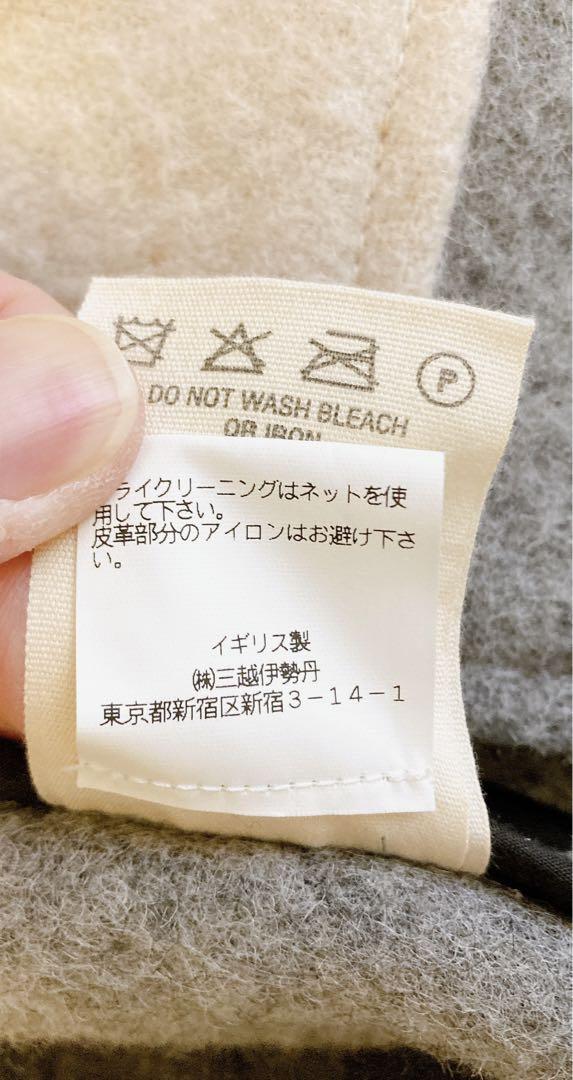 P
DO NOT WASH BLEACH
OR IRON
ライクリーニングはネットを使
用して下さい。
皮革部分のアイロンはお避け下さ
い。
イギリス製
㈱三越伊勢丹
東京都新宿区新宿3-14-1